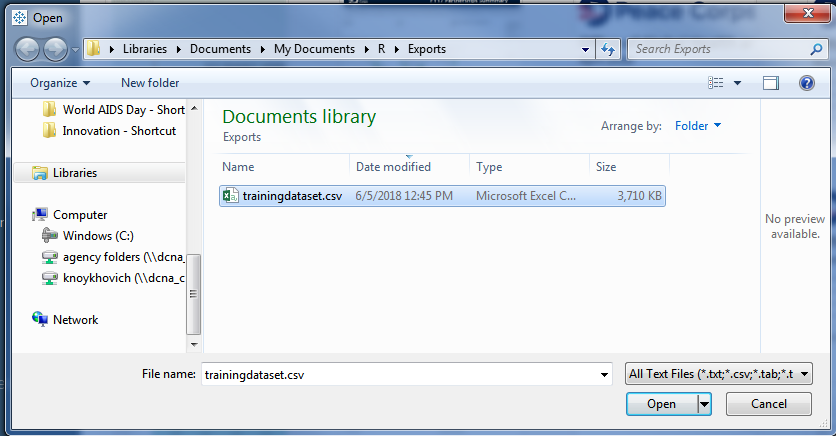 Peace Corps
Open
Libraries ▸ Documents ▸ My Documents ▸ R ▸ Exports
Search Exports
Organize
New folder
World AIDS Day - Short
Innovation - Shortcut
Libraries
Computer
Windows (C:)
agency folders (\\dcna_
knoykhovich (\\dcna_c
Network
Documents library
Exports
Arrange by: Folder
Name Date modified Type Size
trainingdataset.csv 6/5/2018 12:45 PM Microsoft Excel C... 3,710 KB
No preview
available.
File name: trainingdataset.csv
All Text Files (*.txt;*.csv;*.tab;*.t
Open
Cancel